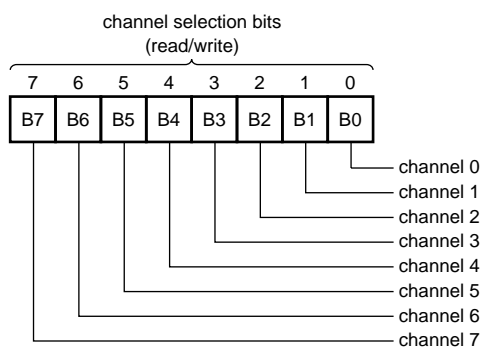 channel selection bits
(read/write)
7 6 5 4 3 2 1 0
B7 B6 B5 B4 B3 B2 B1 B0
channel 0
channel 1
channel 2
channel 3
channel 4
channel 5
channel 6
channel 7